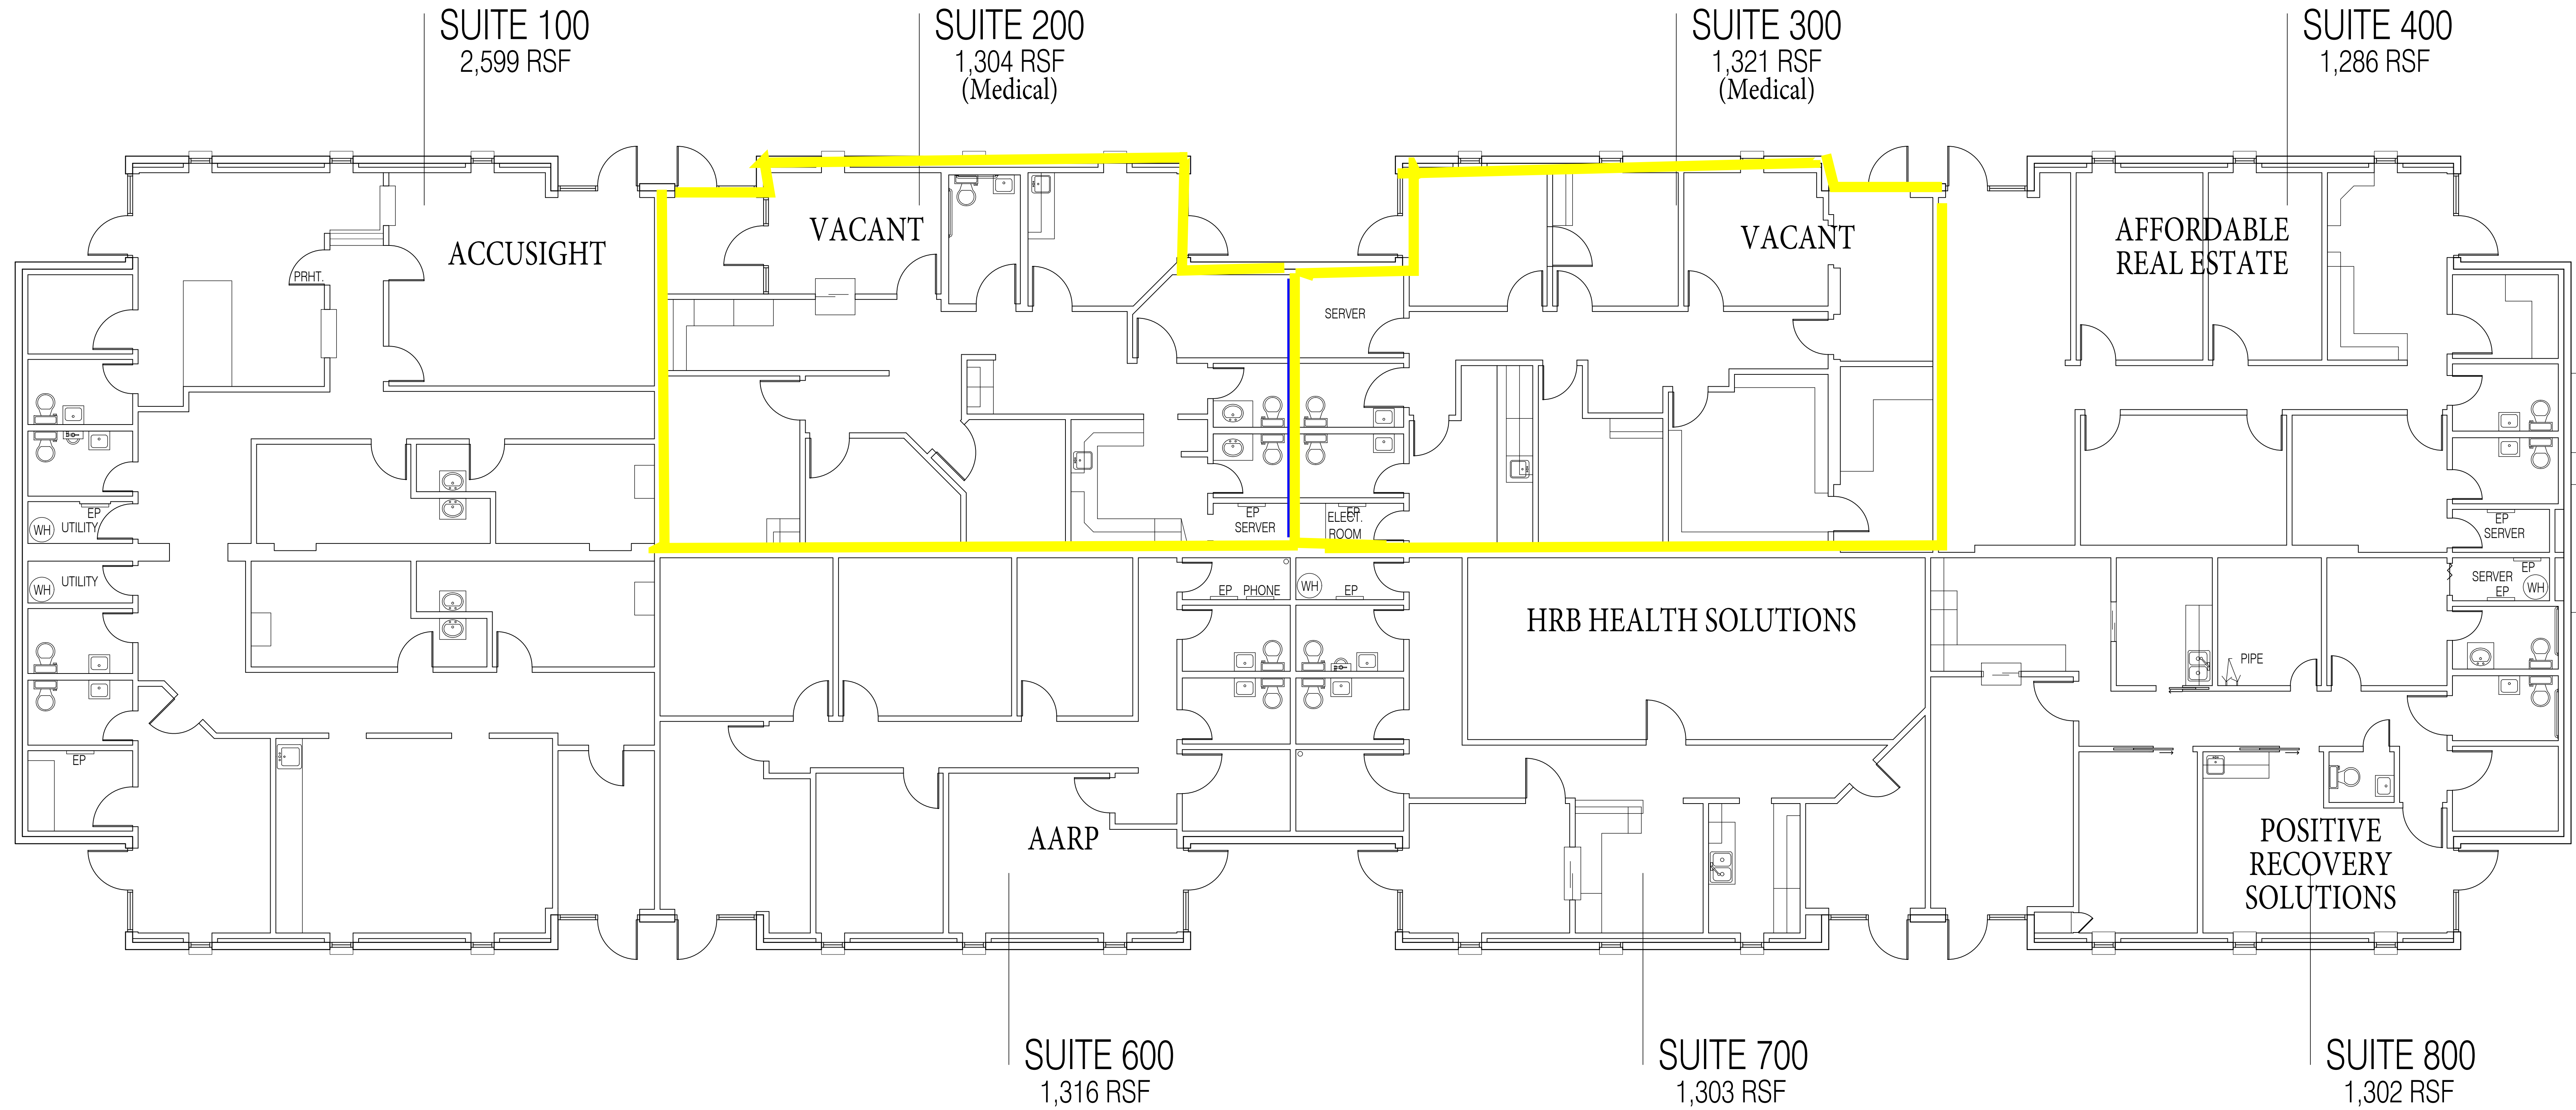 SUITE 100
2,599 RSF
SUITE 200
1,304 RSF
(Medical)
SUITE 300
1,321 RSF
(Medical)
SUITE 400
1,286 RSF
ACCUSIGHT
VACANT
VACANT
AFFORDABLE
REAL ESTATE
PRHT.
SERVER
EP
UTILITY
WH
EP
SERVER
EP
ELECT.
ROOM
EP
SERVER
WH
UTILITY
EP
PHONE
WH
EP
SERVER
EP
EP
WH
HRB HEALTH SOLUTIONS
PIPE
EP
AARP
POSITIVE
RECOVERY
SOLUTIONS
SUITE 600
1,316 RSF
SUITE 700
1,303 RSF
SUITE 800
1,302 RSF